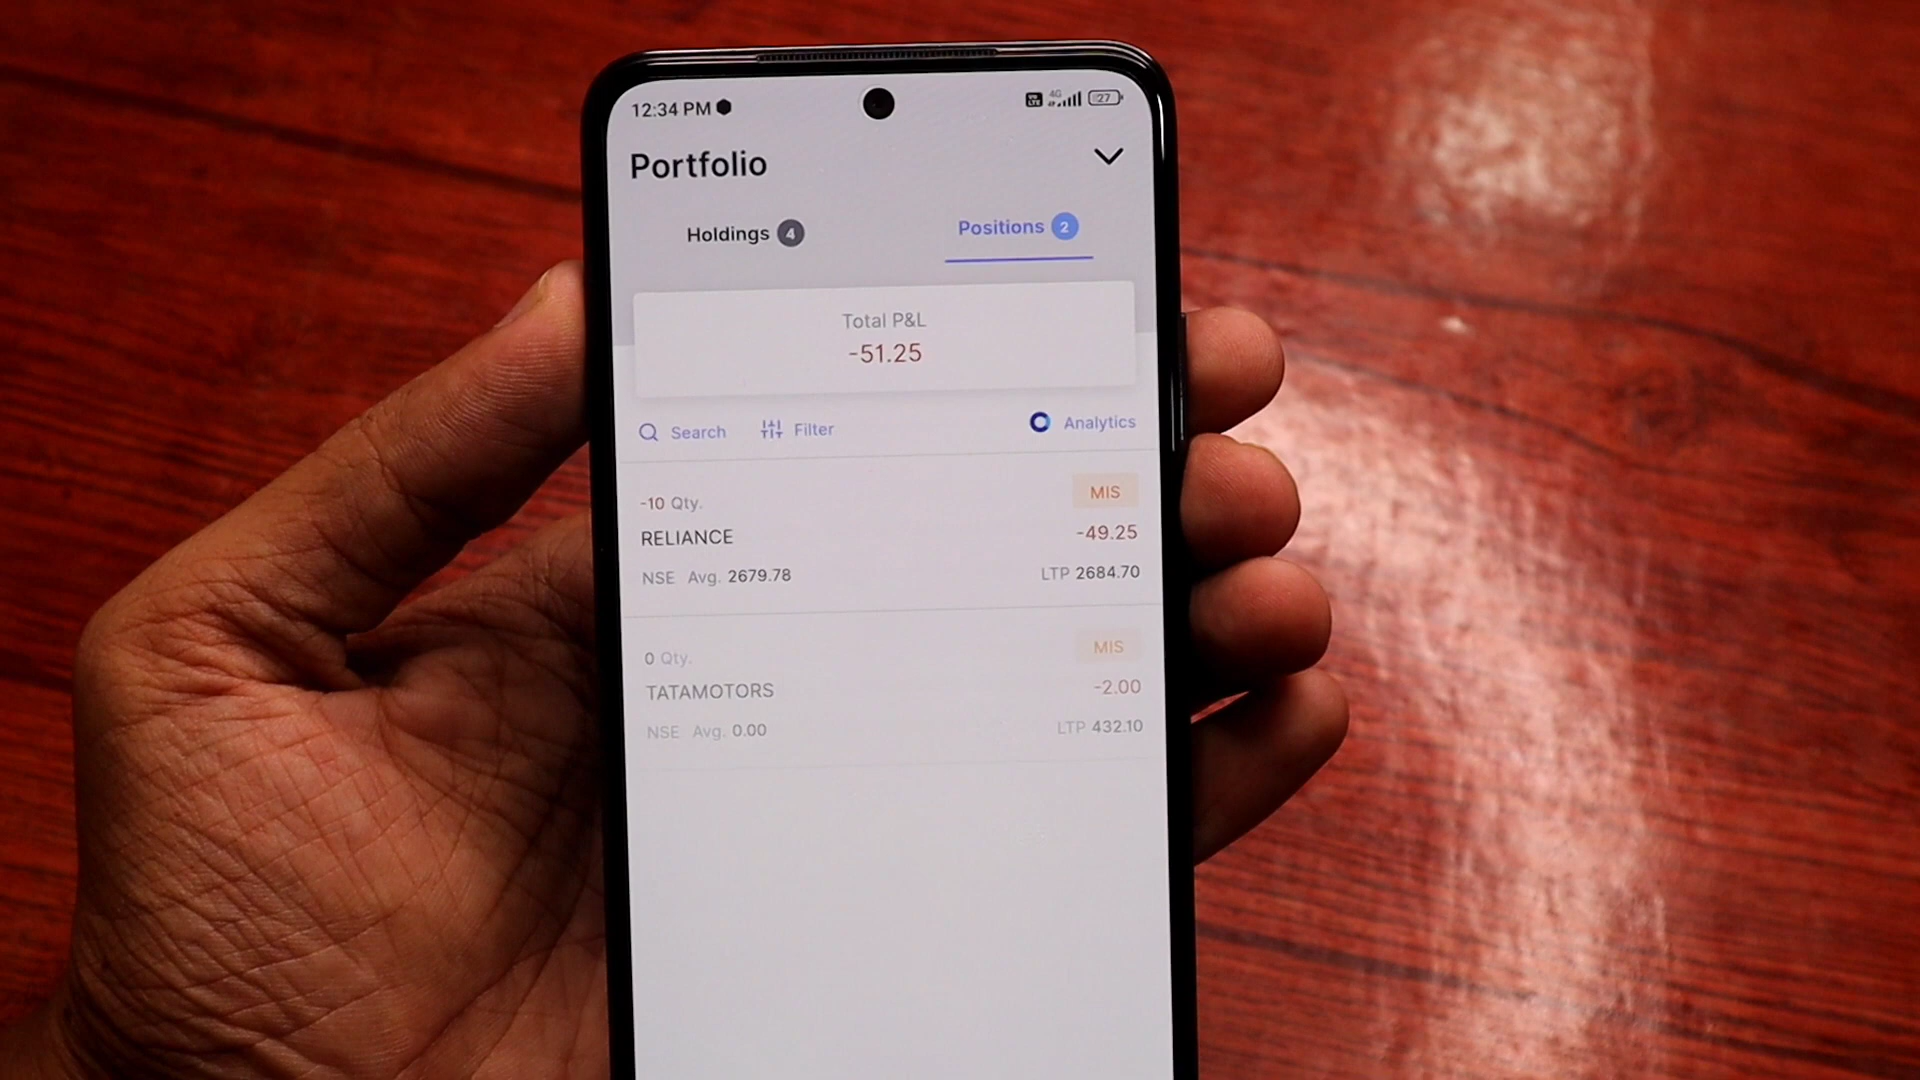 12:34 PM 4G 27
Portfolio
Holdings 4 Positions 2
Total P&L
-51.25
Search Filter Analytics
-10 Qty. MIS
RELIANCE -49.25
NSE Avg. 2679.78 LTP 2684.70
0 Qty. MIS
TATAMOTORS -2.00
NSE Avg. 0.00 LTP 432.10